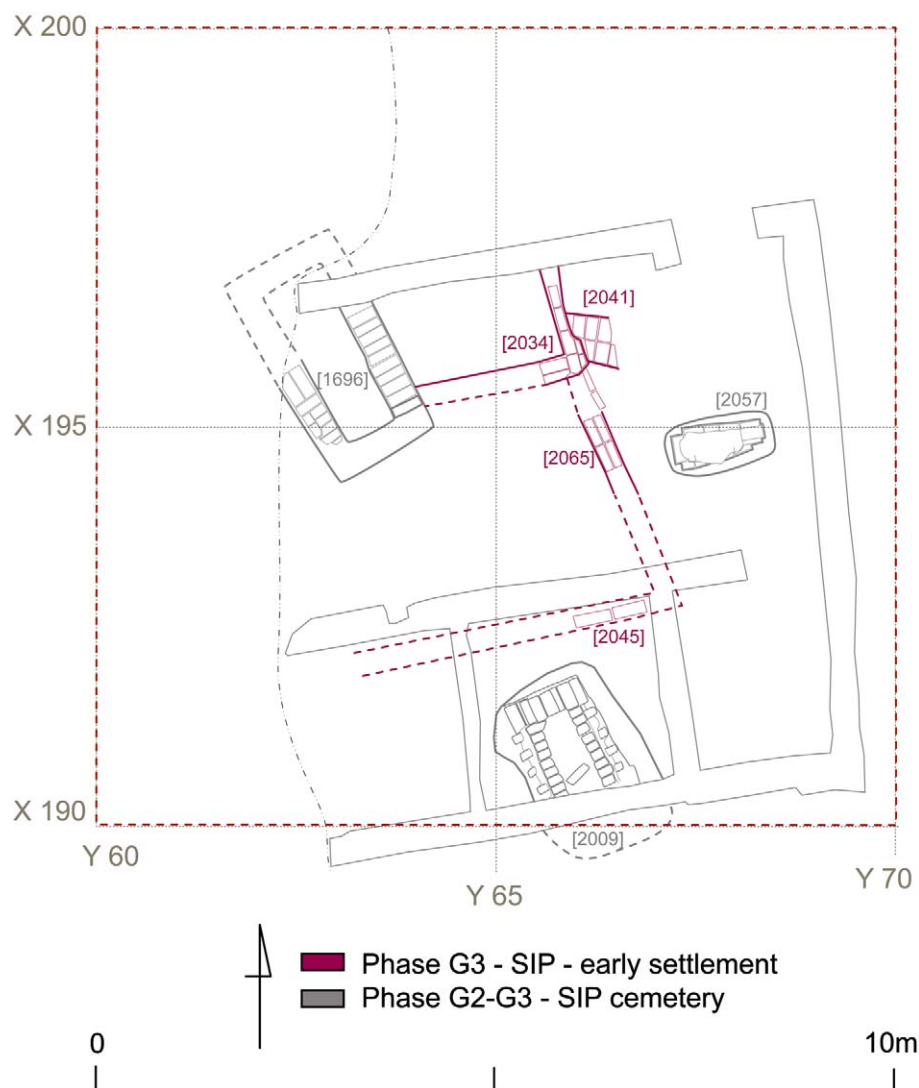 X 200
[2041]
[2034]
[1696]
[2057]
X 195
[2065]
[2045]
X 190
[2009]
Y 60
Y 65
Y 70
Phase G3 - SIP - early settlement
Phase G2-G3 - SIP cemetery
0
10m